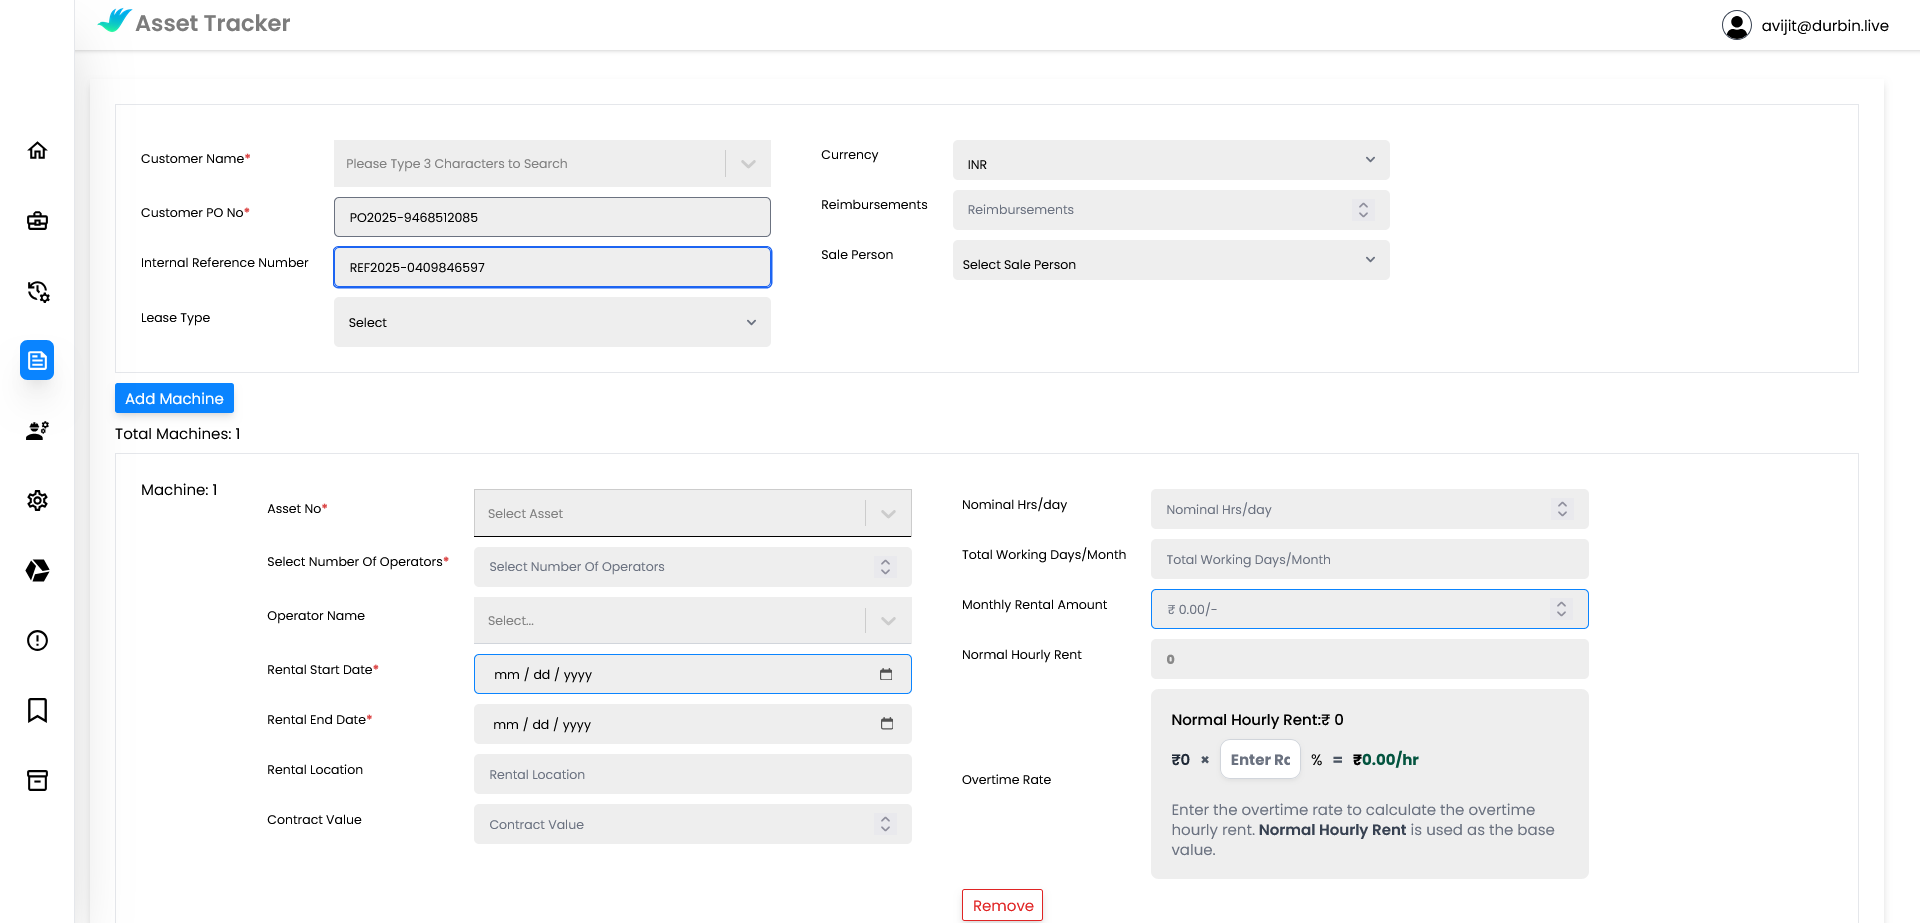 Asset Tracker
avijit@durbin.live
Customer Name*
Please Type 3 Characters to Search
Customer PO No*
PO2025-9468512085
Internal Reference Number
REF2025-0409846597
Lease Type
Select
Currency
INR
Reimbursements
Reimbursements
Sale Person
Select Sale Person
Add Machine
Total Machines: 1
Machine: 1
Asset No*
Select Asset
Select Number Of Operators*
Select Number Of Operators
Operator Name
Select...
Rental Start Date*
mm / dd / yyyy
Rental End Date*
mm / dd / yyyy
Rental Location
Rental Location
Contract Value
Contract Value
Nominal Hrs/day
Nominal Hrs/day
Total Working Days/Month
Total Working Days/Month
Monthly Rental Amount
₹ 0.00/-
Normal Hourly Rent
0
Overtime Rate
Normal Hourly Rent:₹ 0
₹0 × Enter Ra % = ₹0.00/hr
Enter the overtime rate to calculate the overtime
hourly rent. Normal Hourly Rent is used as the base
value.
Remove